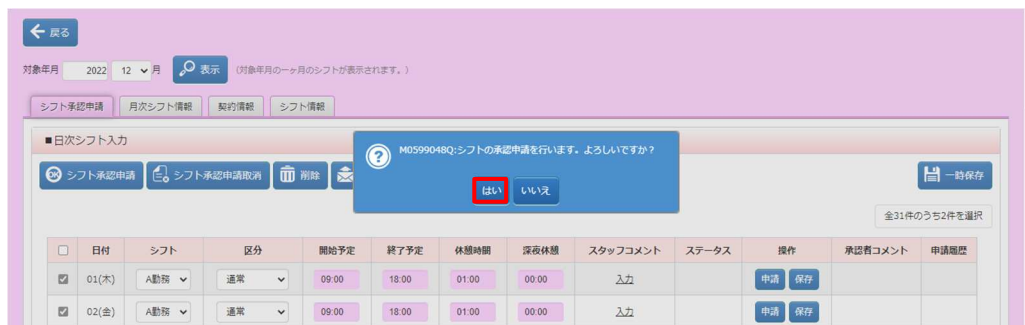 戻る
対象年月 2022 12 月 表示 (対象年月の一ヶ月のシフトが表示されます。)
シフト承認申請 月次シフト情報 契約情報 シフト情報
■日次シフト入力
M0599048Q:シフトの承認申請を行います。よろしいですか?
はい いいえ
OK シフト承認申請 シフト承認申請取消 削除 一時保存
全31件のうち2件を選択
日付 シフト 区分 開始予定 終了予定 休憩時間 深夜休憩 スタッフコメント ステータス 操作 承認者コメント 申請履歴
01(木) A勤務 通常 09:00 18:00 01:00 00:00 入力 申請 保存
02(金) A勤務 通常 09:00 18:00 01:00 00:00 入力 申請 保存